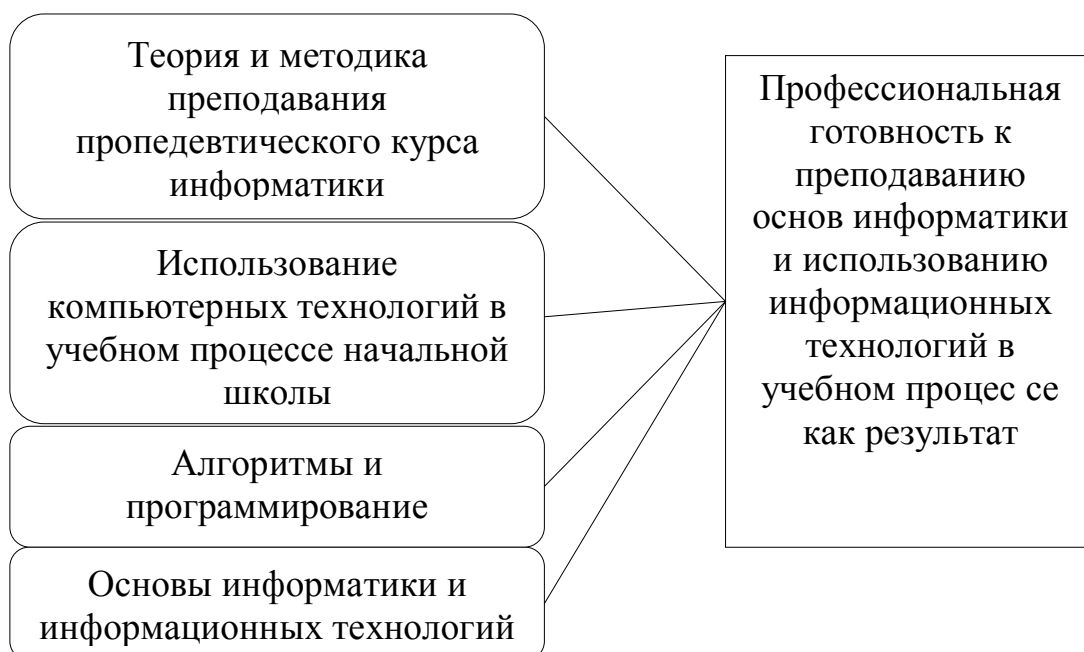 Теория и методика
преподавания
пропедевтического курса
информатики
Использование
компьютерных технологий в
учебном процессе начальной
школы
Алгоритмы и
программирование
Основы информатики и
информационных технологий
Профессиональная
готовность к
преподаванию
основ информатики
и использованию
информационных
технологий в
учебном процес се
как результат